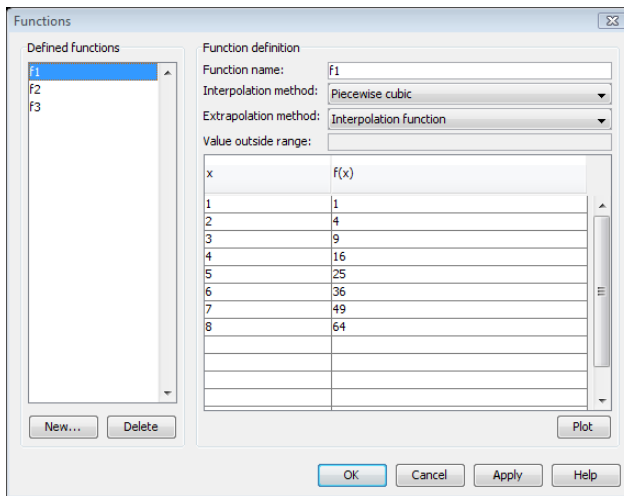 Functions
Defined functions
f1
f2
f3
New...
Delete
Function definition
Function name: f1
Interpolation method: Piecewise cubic
Extrapolation method: Interpolation function
Value outside range:
x f(x)
1 1
2 4
3 9
4 16
5 25
6 36
7 49
8 64
Plot
OK Cancel Apply Help